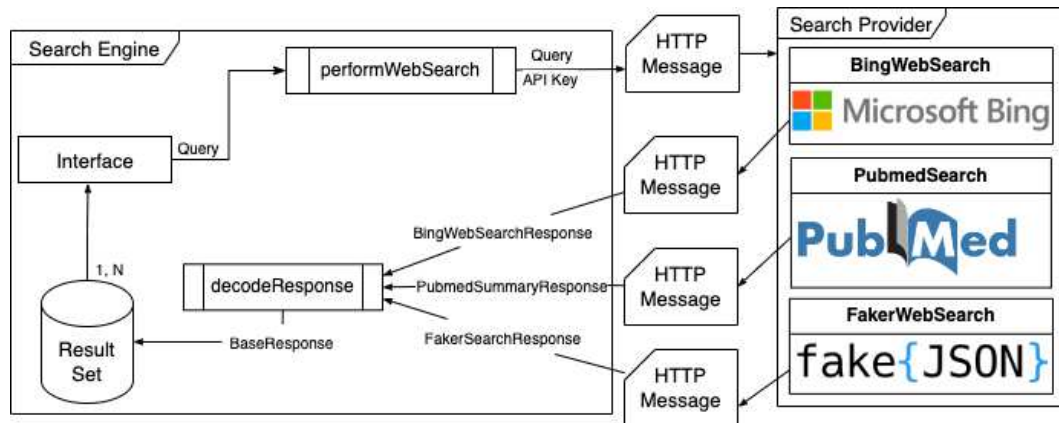 Search Engine
performWebSearch
Query
API Key
HTTP
Message
Search Provider
BingWebSearch
Microsoft Bing
Interface
Query
HTTP
Message
PubmedSearch
PubMed
BingWebSearchResponse
1, N
decodeResponse
PubmedSummaryResponse
HTTP
Message
Result
Set
BaseResponse
FakerSearchResponse
FakerWebSearch
fake{JSON}
HTTP
Message